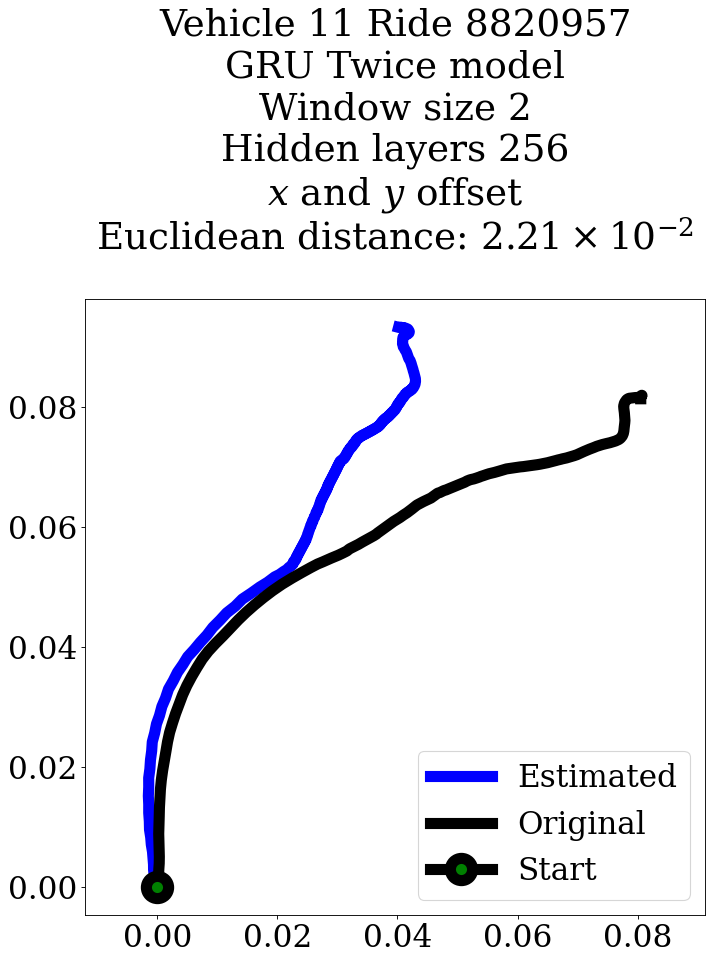 Vehicle 11 Ride 8820957
GRU Twice model
Window size 2
Hidden layers 256
x and y offset
Euclidean distance: 2.21 × 10⁻²
0.08
0.06
0.04
0.02
0.00
Estimated
Original
Start
0.00 0.02 0.04 0.06 0.08